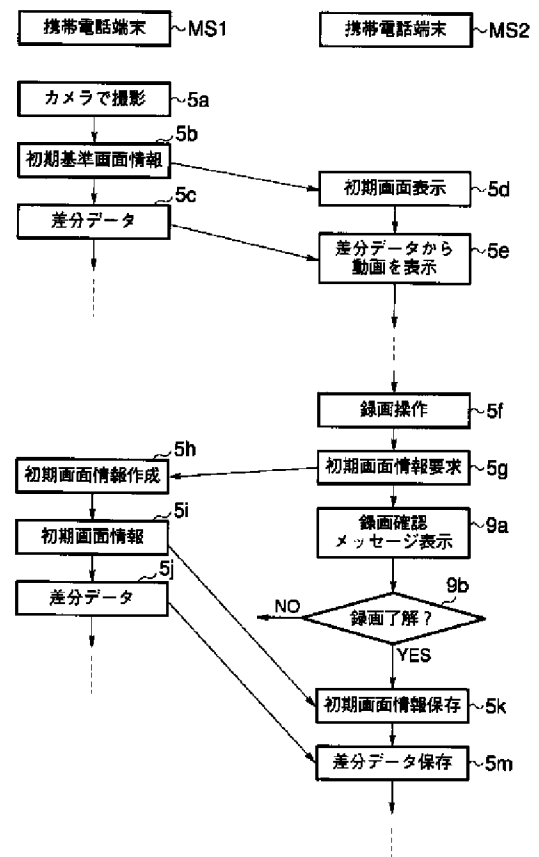 携帯電話端末 MS1
携帯電話端末 MS2
カメラで撮影 5a
5b
初期基準画面情報
5c
差分データ
初期画面表示 5d
差分データから
動画を表示
5e
録画操作 5f
初期画面情報要求 5g
5h
初期画面情報作成
5i
初期画面情報
5j
差分データ
録画確認
メッセージ表示
9a
9b
録画了解?
NO
YES
初期画面情報保存 5k
差分データ保存 5m